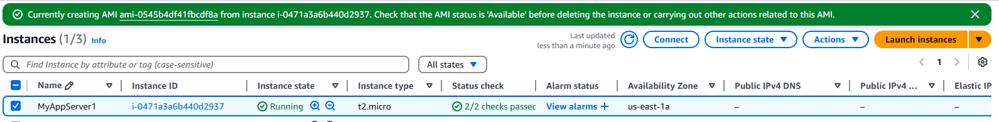 Currently creating AMI ami-0545b4df41fbcdf8a from instance i-0471a3a6b440d2937. Check that the AMI status is 'Available' before deleting the instance or carrying out other actions related to this AMI.
Instances (1/3) Info
Last updated
less than a minute ago
Connect
Instance state
Actions
Launch instances
Find Instance by attribute or tag (case-sensitive)
All states
1
Name Instance ID Instance state Instance type Status check Alarm status Availability Zone Public IPv4 DNS Public IPv4 ... Elastic IP
MyAppServer1 i-0471a3a6b440d2937 Running t2.micro 2/2 checks passec View alarms + us-east-1a – – –